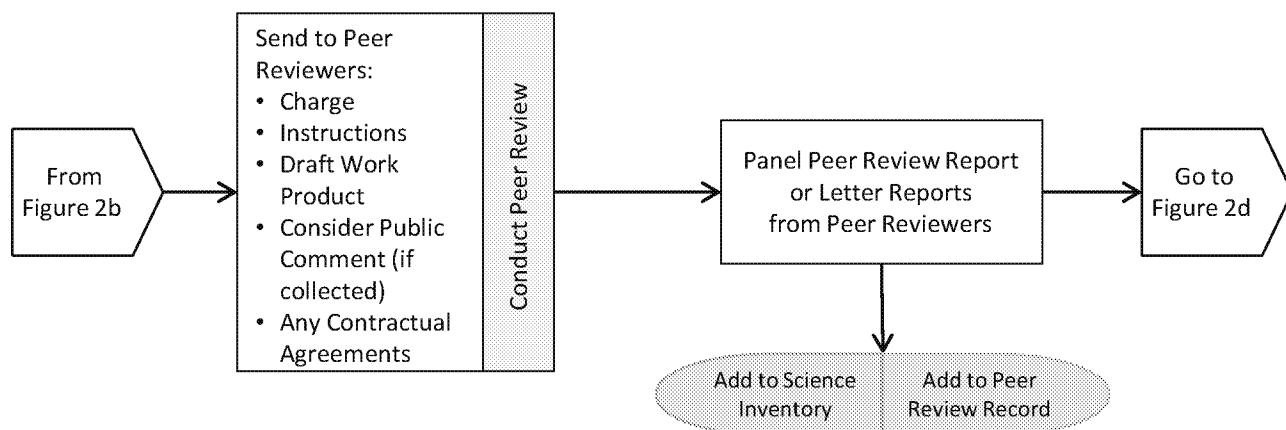 From
Figure 2b
Send to Peer
Reviewers:
• Charge
• Instructions
• Draft Work
Product
• Consider Public
Comment (if
collected)
• Any Contractual
Agreements
Conduct Peer Review
Panel Peer Review Report
or Letter Reports
from Peer Reviewers
Go to
Figure 2d
Add to Science
Inventory
Add to Peer
Review Record